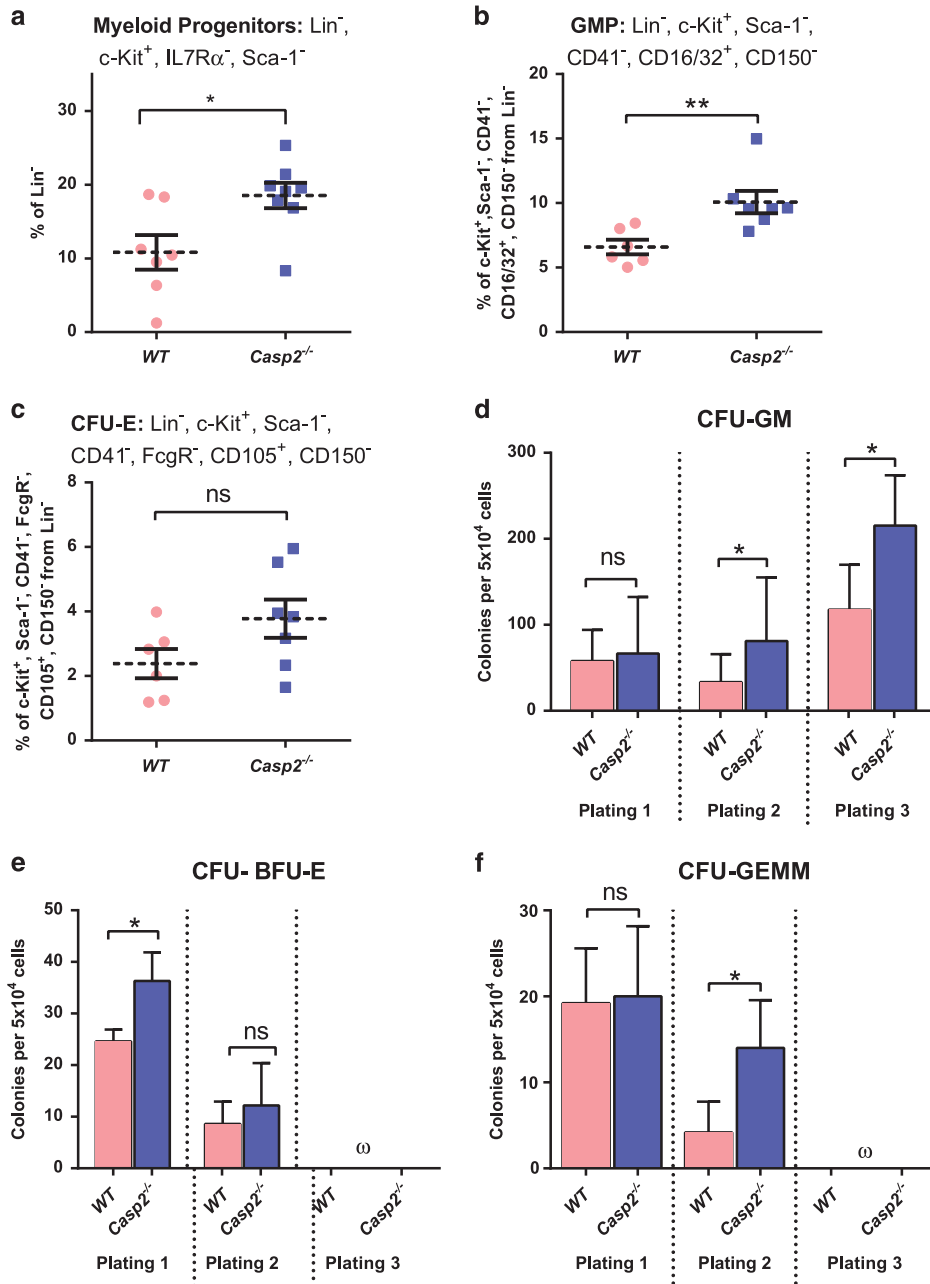 a
Myeloid Progenitors: Lin⁻,
c-Kit⁺, IL7Rα⁻, Sca-1⁻
*
30
20
10
0
% of Lin⁻
WT
Casp2⁻/⁻
b
GMP: Lin⁻, c-Kit⁺, Sca-1⁻,
CD41⁻, CD16/32⁺, CD150⁻
**
20
15
10
5
0
% of c-Kit⁺,Sca-1⁻, CD41⁻,
CD16/32⁺, CD150⁻ from Lin⁻
WT
Casp2⁻/⁻
c
CFU-E: Lin⁻, c-Kit⁺, Sca-1⁻,
CD41⁻, FcgR⁻, CD105⁺, CD150⁻
ns
8
6
4
2
0
% of c-Kit⁺, Sca-1⁻, CD41⁻, FcgR⁻,
CD105⁺, CD150⁻ from Lin⁻
WT
Casp2⁻/⁻
d
CFU-GM
300
200
100
0
Colonies per 5x10⁴ cells
ns
*
*
WT
Casp2⁻/⁻
WT
Casp2⁻/⁻
WT
Casp2⁻/⁻
Plating 1
Plating 2
Plating 3
e
CFU- BFU-E
50
40
30
20
10
0
Colonies per 5x10⁴ cells
*
ns
ω
WT
Casp2⁻/⁻
WT
Casp2⁻/⁻
WT
Casp2⁻/⁻
Plating 1
Plating 2
Plating 3
f
CFU-GEMM
30
20
10
0
Colonies per 5x10⁴ cells
ns
*
ω
WT
Casp2⁻/⁻
WT
Casp2⁻/⁻
WT
Casp2⁻/⁻
Plating 1
Plating 2
Plating 3